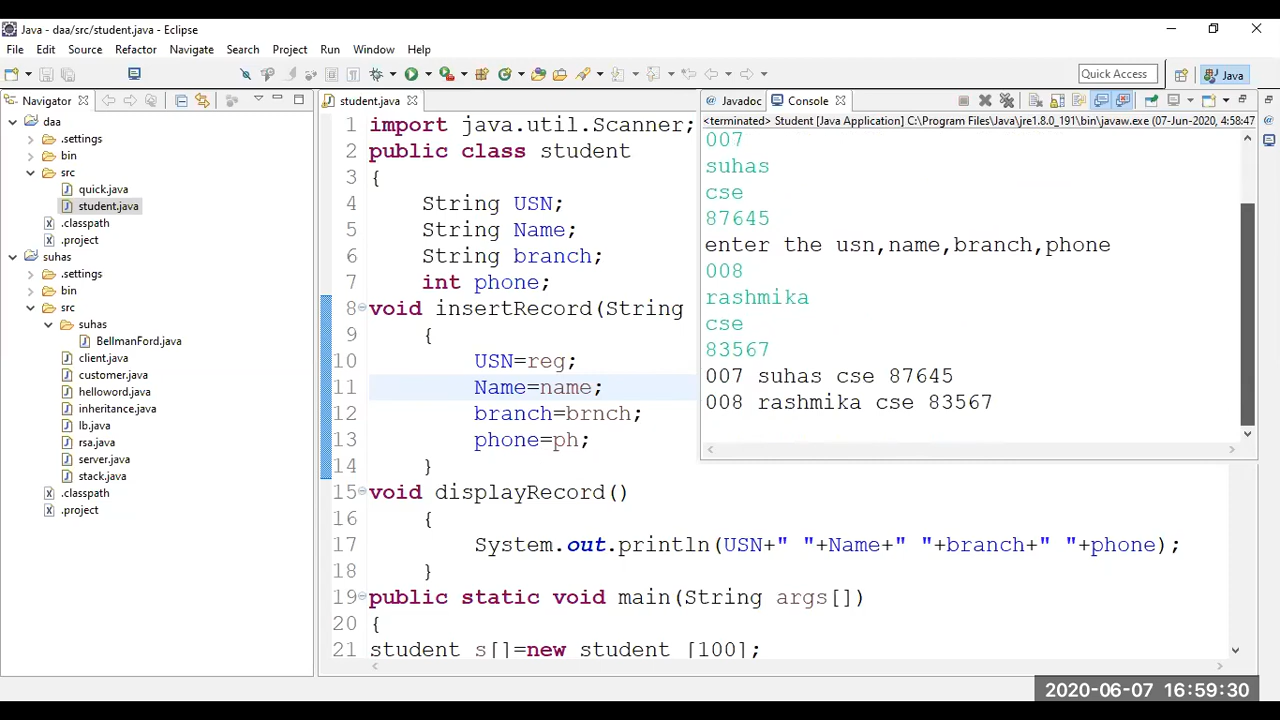 Java - daa/src/student.java - Eclipse
File Edit Source Refactor Navigate Search Project Run Window Help
Quick Access
Java
Navigator
daa
.settings
bin
src
quick.java
student.java
.classpath
.project
suhas
.settings
bin
src
suhas
BellmanFord.java
client.java
customer.java
helloword.java
inheritance.java
lb.java
rsa.java
server.java
stack.java
.classpath
.project
student.java
1 import java.util.Scanner;
2 public class student
3 {
4 String USN;
5 String Name;
6 String branch;
7 int phone;
8 void insertRecord(String
9 {
10 USN=reg;
11 Name=name;
12 branch=brnch;
13 phone=ph;
14 }
15 void displayRecord()
16 {
17 System.out.println(USN+" "+Name+" "+branch+" "+phone);
18 }
19 public static void main(String args[])
20 {
21 student s[]=new student [100];
Javadoc Console
<terminated> Student [Java Application] C:\Program Files\Java\jre1.8.0_191\bin\javaw.exe (07-Jun-2020, 4:58:47
007
suhas
cse
87645
enter the usn,name,branch,phone
008
rashmika
cse
83567
007 suhas cse 87645
008 rashmika cse 83567
2020-06-07 16:59:30